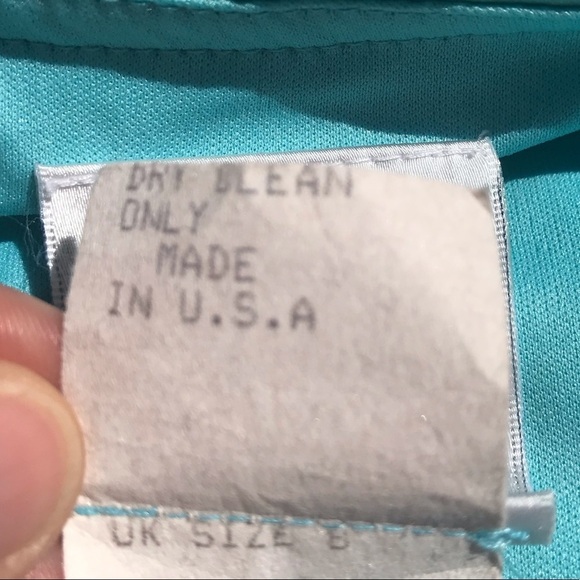 DRY CLEAN
ONLY
MADE
IN U.S.A
UK SIZE 8